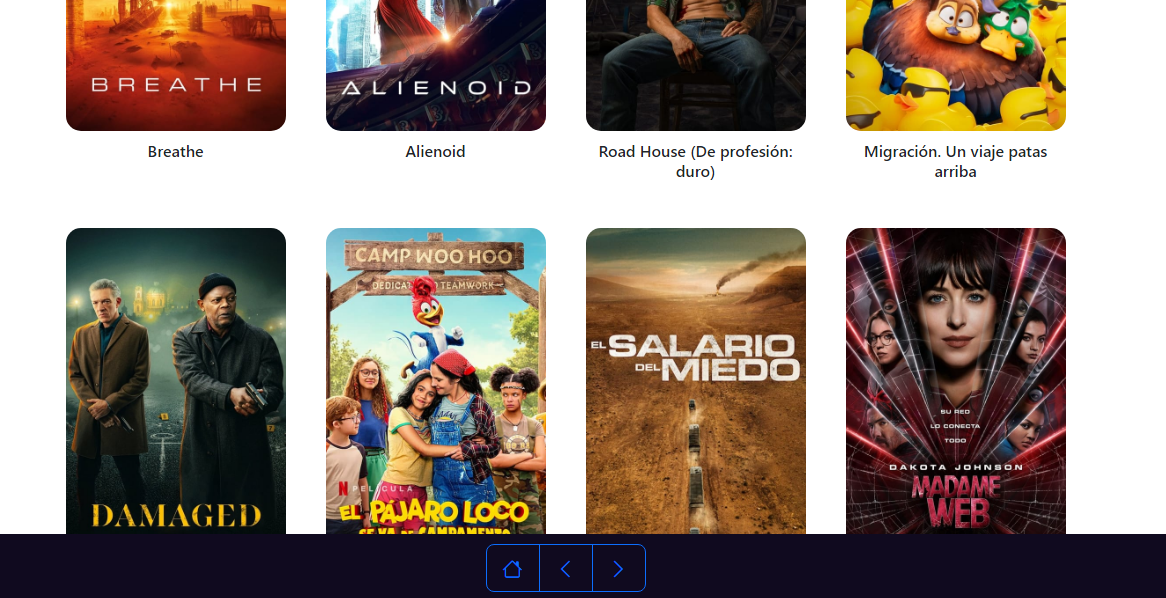 BREATHE
ALIENOID
Breathe
Alienoid
Road House (De profesión:
duro)
Migración. Un viaje patas
arriba
DAMAGED
CAMP WOO HOO
TEAMWORK
N PELÍCULA
EL PÁJARO LOCO
SE VA DE CAMPAMENTO
EL SALARIO
DEL MIEDO
SU RED
LO CONECTA
TODO
DAKOTA JOHNSON
MADAME
WEB